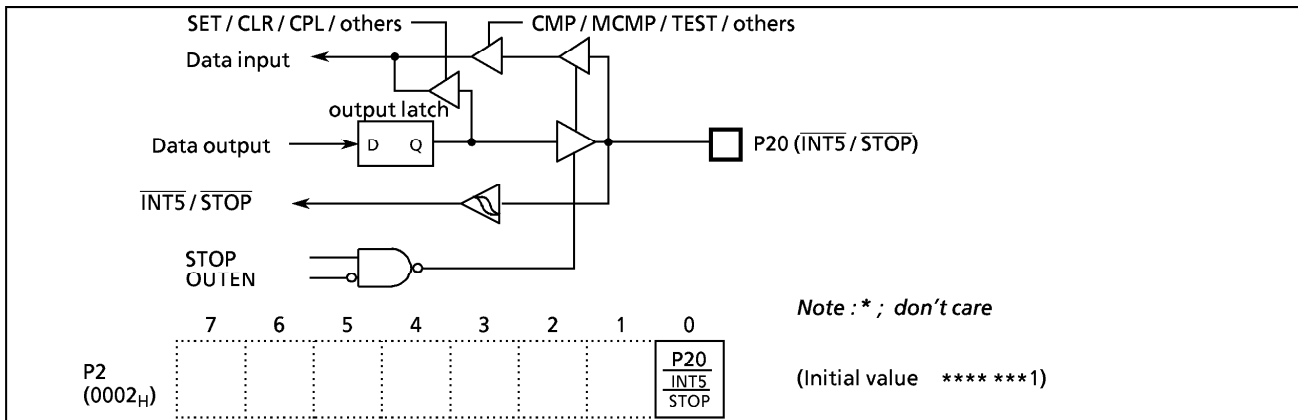 SET / CLR / CPL / others
CMP / MCMP / TEST / others
Data input
output latch
Data output
D Q
P20 (INT5 / STOP)
INT5 / STOP
STOP
OUTEN
Note : * ; don't care
7 6 5 4 3 2 1 0
P2
(0002H)
P20
INT5
STOP
(Initial value **** ***1)